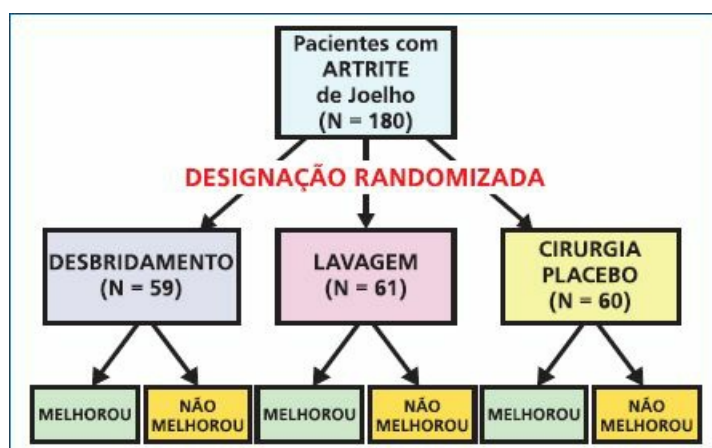 Pacientes com
ARTRITE
de Joelho
(N = 180)
DESIGNAÇÃO RANDOMIZADA
DESBRIDAMENTO
(N = 59)
LAVAGEM
(N = 61)
CIRURGIA
PLACEBO
(N = 60)
MELHOROU
NÃO
MELHOROU
MELHOROU
NÃO
MELHOROU
MELHOROU
NÃO
MELHOROU